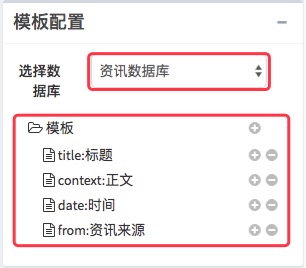 模板配置
选择数据库
资讯数据库
模板
title:标题
context:正文
date:时间
from:资讯来源